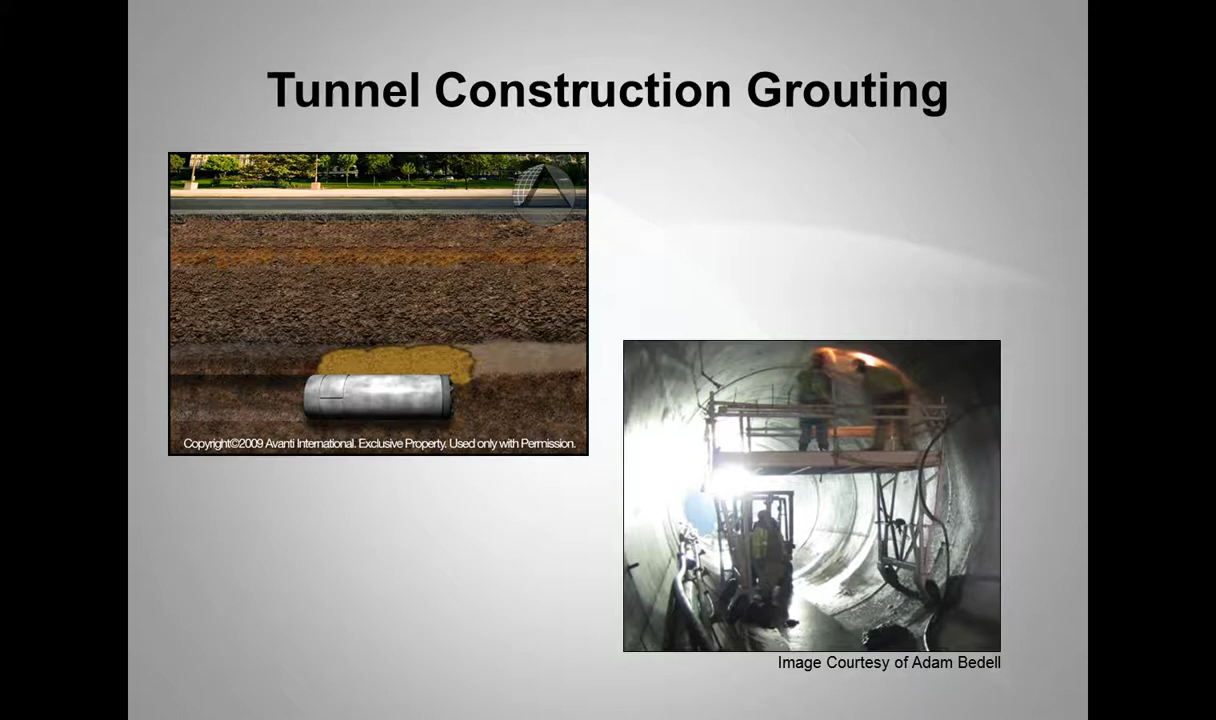 Tunnel Construction Grouting
Copyright©2009 Avanti International. Exclusive Property. Used only with Permission.
Image Courtesy of Adam Bedell